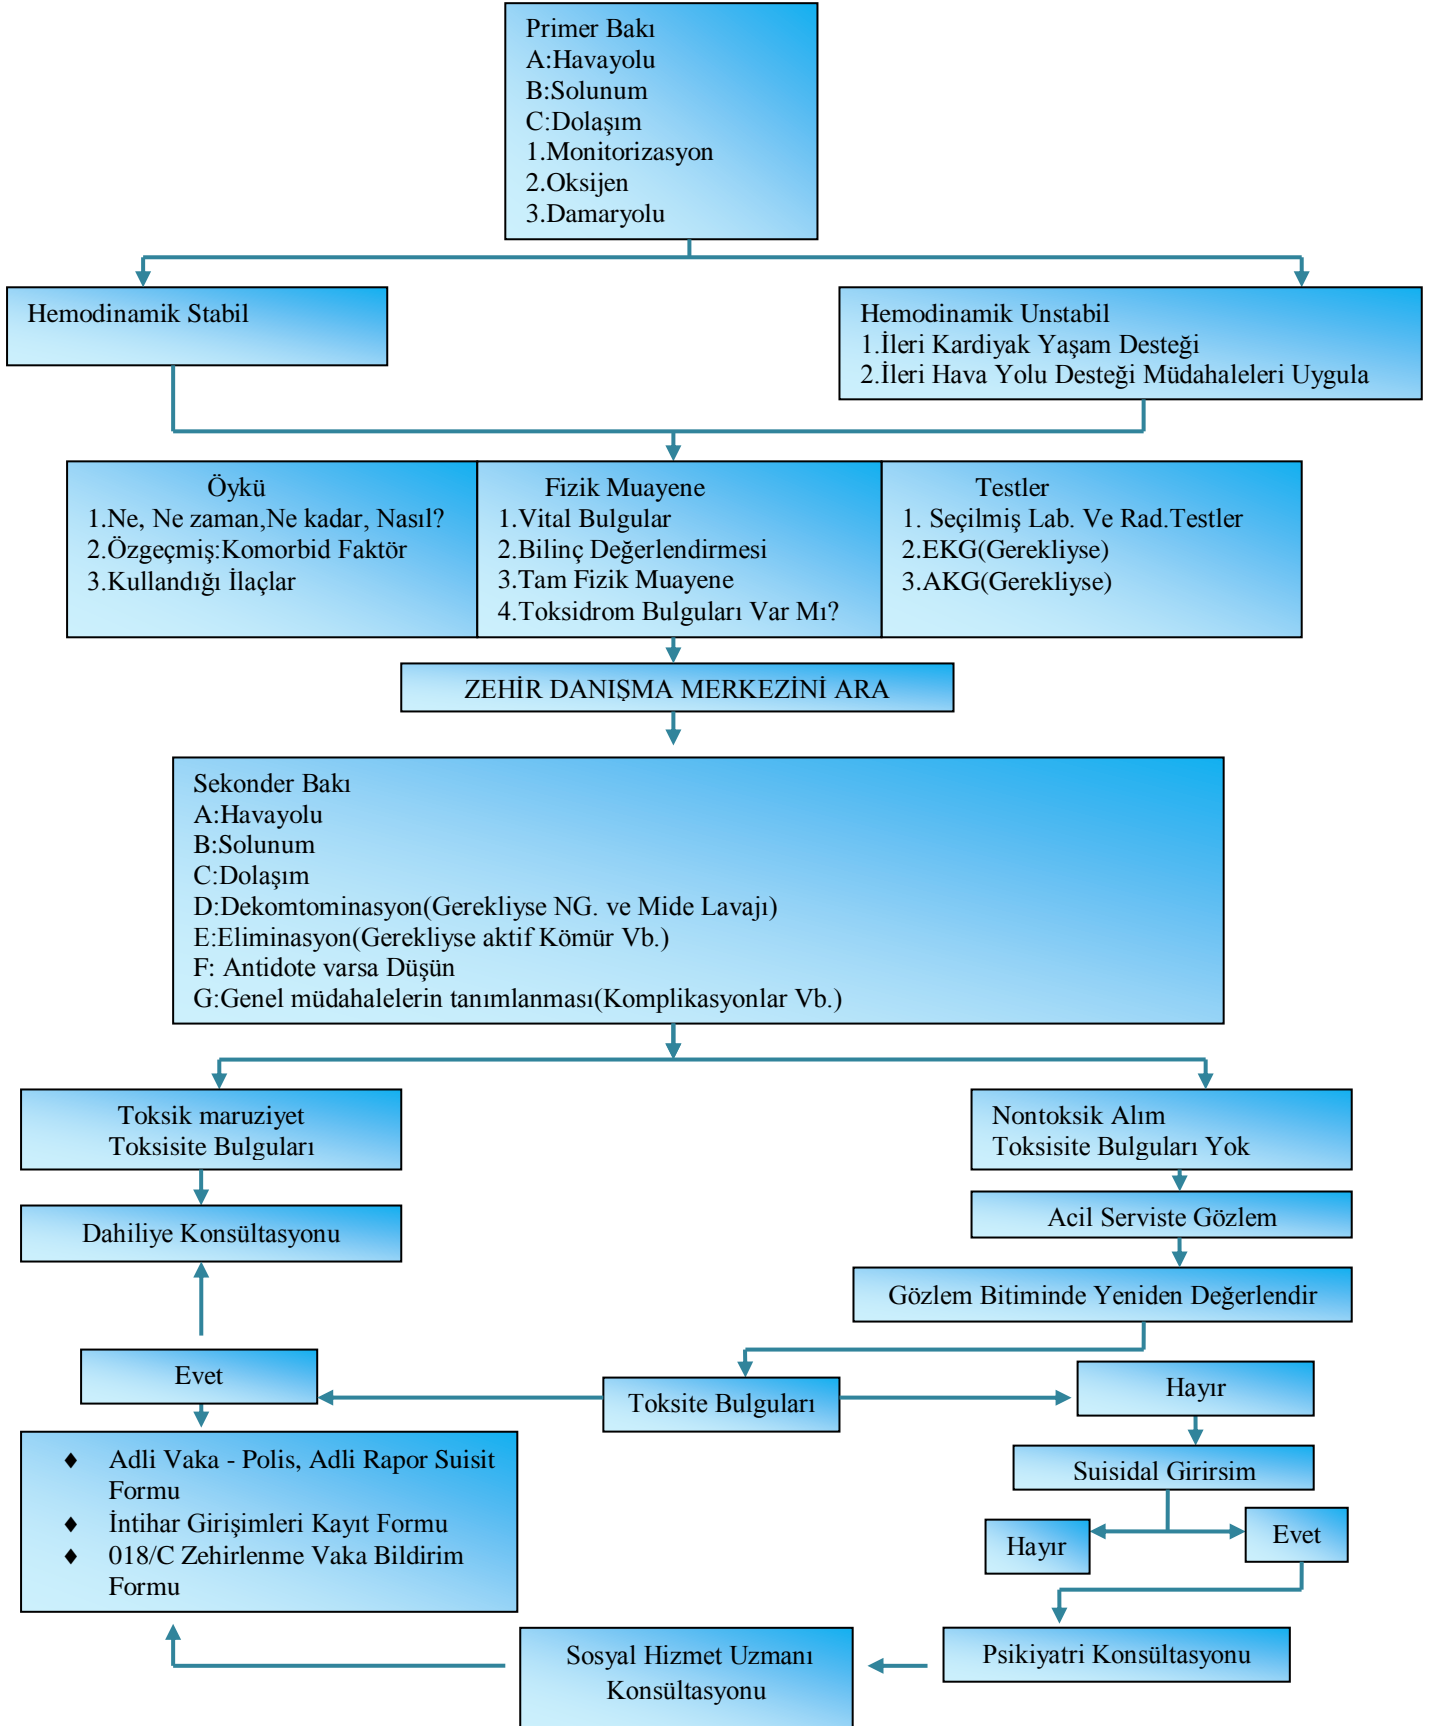 Primer Bakı
A:Havayolu
B:Solunum
C:Dolaşım
1.Monitorizasyon
2.Oksijen
3.Damaryolu
Hemodinamik Stabil
Hemodinamik Unstabil
1.İleri Kardiyak Yaşam Desteği
2.İleri Hava Yolu Desteği Müdahaleleri Uygula
Öykü
1.Ne, Ne zaman,Ne kadar, Nasıl?
2.Özgeçmiş:Komorbid Faktör
3.Kullandığı İlaçlar
Fizik Muayene
1.Vital Bulgular
2.Bilinç Değerlendirmesi
3.Tam Fizik Muayene
4.Toksidrom Bulguları Var Mı?
Testler
1. Seçilmiş Lab. Ve Rad.Testler
2.EKG(Gerekliyse)
3.AKG(Gerekliyse)
ZEHİR DANIŞMA MERKEZİNİ ARA
Sekonder Bakı
A:Havayolu
B:Solunum
C:Dolaşım
D:Dekomtominasyon(Gerekliyse NG. ve Mide Lavajı)
E:Eliminasyon(Gerekliyse aktif Kömür Vb.)
F: Antidote varsa Düşün
G:Genel müdahalelerin tanımlanması(Komplikasyonlar Vb.)
Toksik maruziyet
Toksisite Bulguları
Nontoksik Alım
Toksisite Bulguları Yok
Dahiliye Konsültasyonu
Acil Serviste Gözlem
Gözlem Bitiminde Yeniden Değerlendir
Evet
Toksite Bulguları
Hayır
♦ Adli Vaka - Polis, Adli Rapor Suisit
Formu
♦ İntihar Girişimleri Kayıt Formu
♦ 018/C Zehirlenme Vaka Bildirim
Formu
Suisidal Girirsim
Hayır
Evet
Psikiyatri Konsültasyonu
Sosyal Hizmet Uzmanı
Konsültasyonu